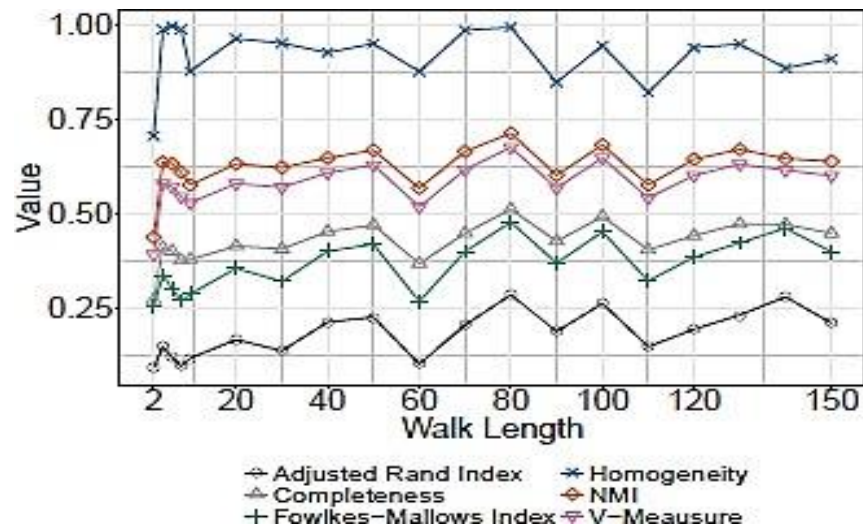 1.00
0.75
0.50
0.25
Value
2 20 40 60 80 100 120 150
Walk Length
Adjusted Rand Index Homogeneity
Completeness NMI
Fowlkes-Mallows Index V-Meausure